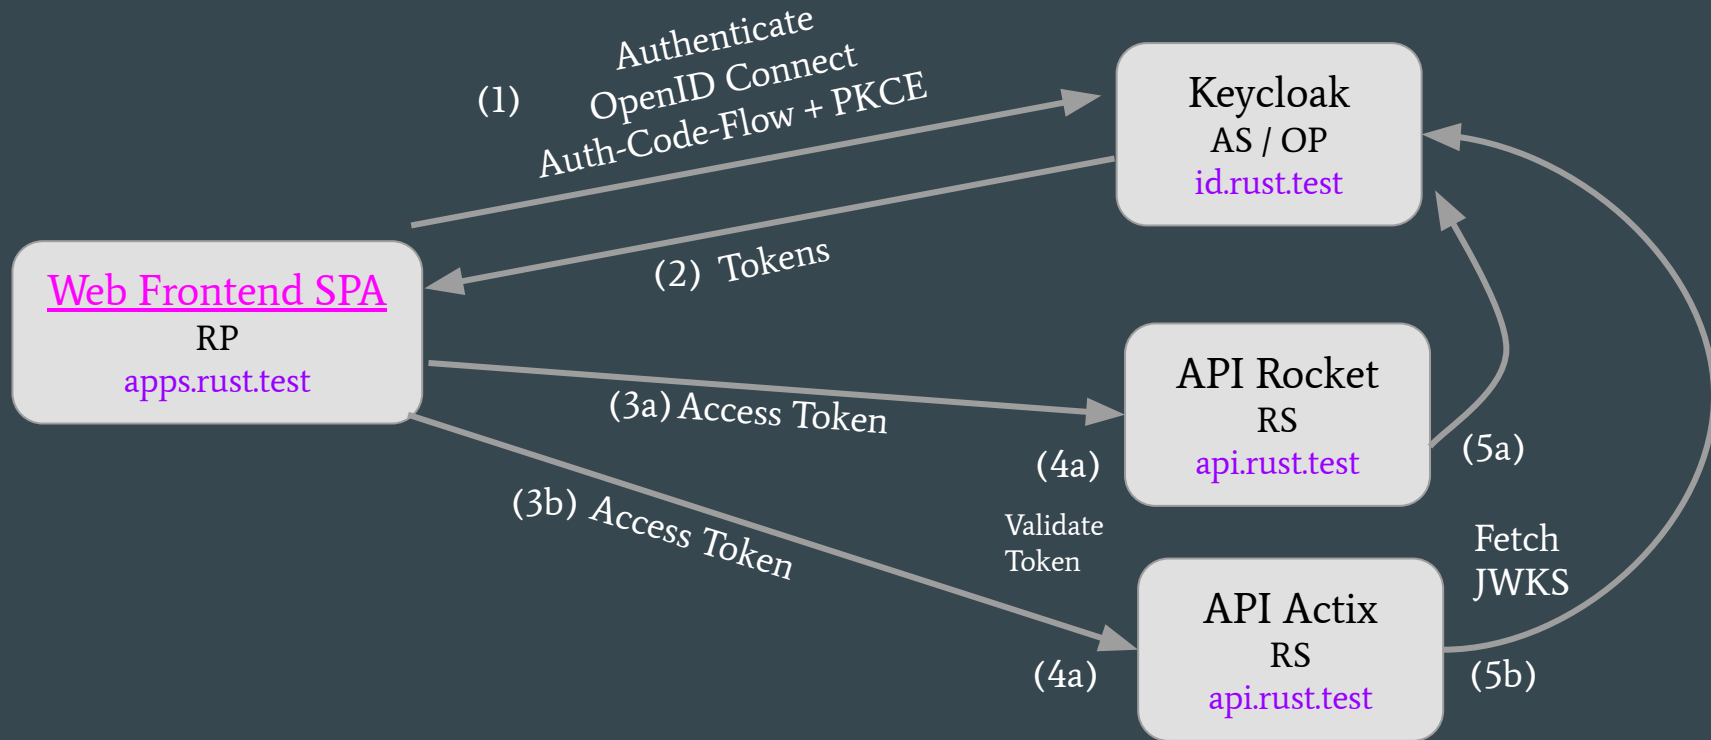 (1)
Authenticate
OpenID Connect
Auth-Code-Flow + PKCE
Keycloak
AS / OP
id.rust.test
(2) Tokens
Web Frontend SPA
RP
apps.rust.test
(3a) Access Token
API Rocket
RS
api.rust.test
(4a)
(5a)
(3b) Access Token
Validate
Token
Fetch
JWKS
API Actix
RS
api.rust.test
(4a)
(5b)